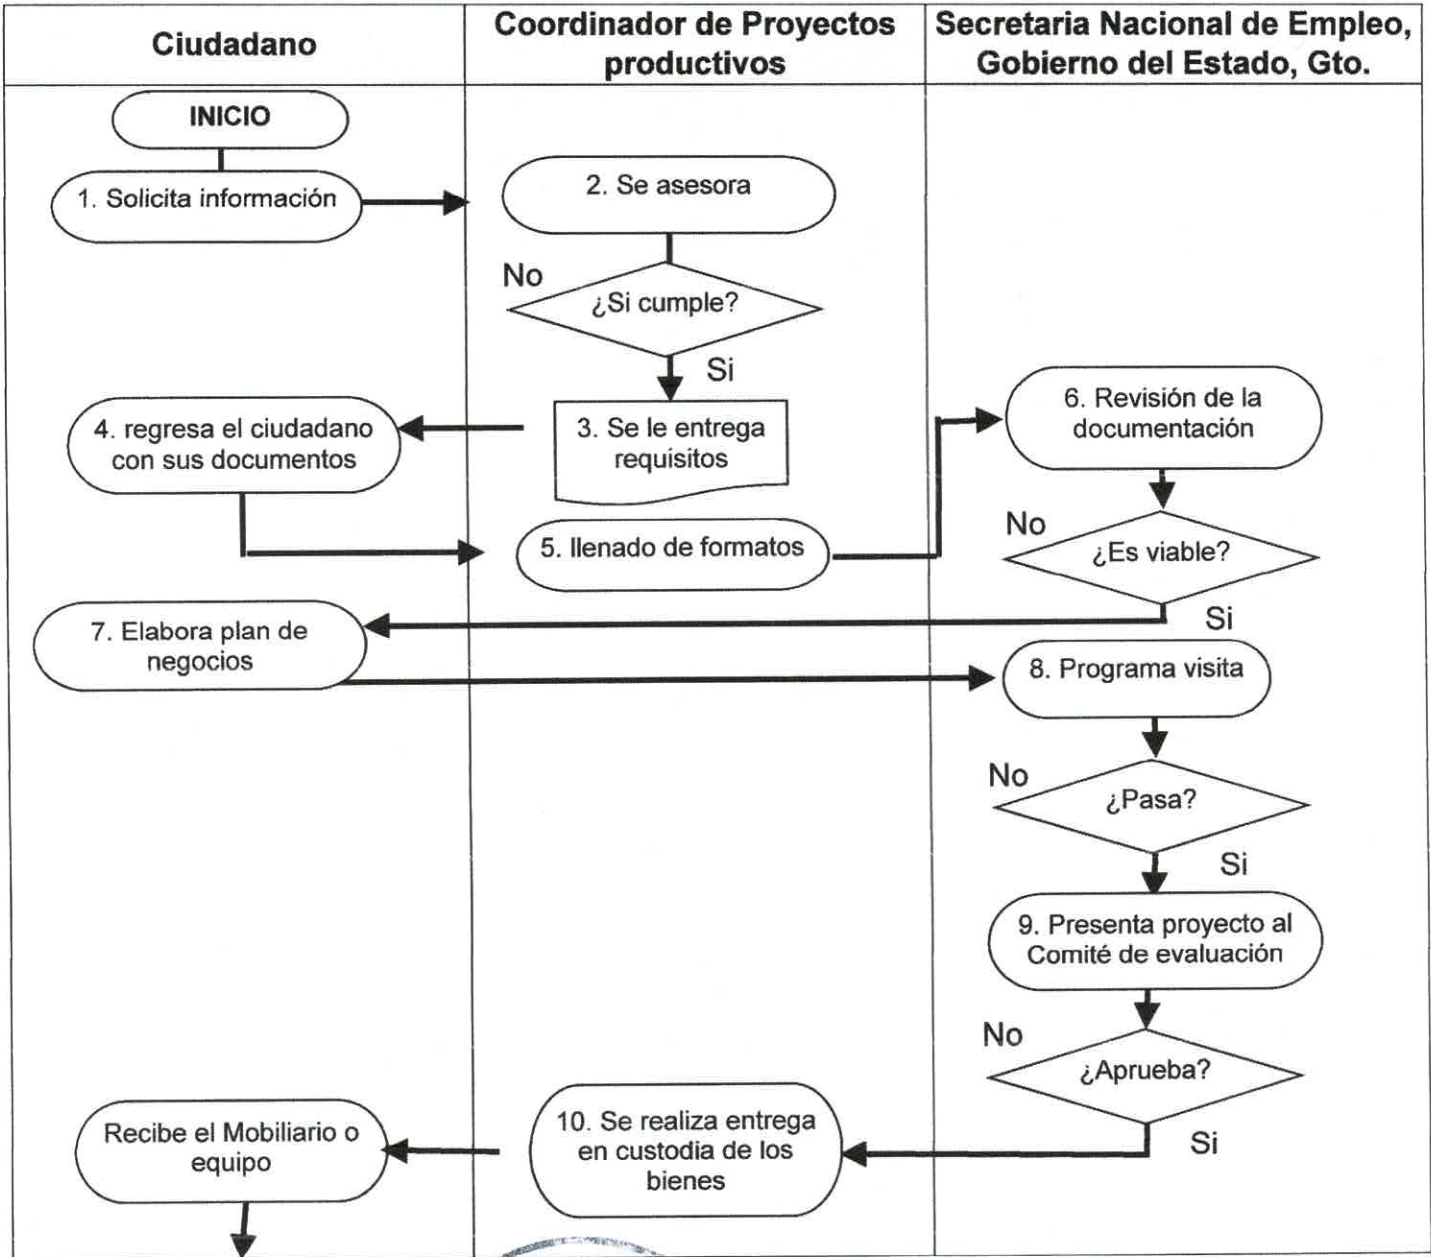 Ciudadano
Coordinador de Proyectos
productivos
Secretaria Nacional de Empleo,
Gobierno del Estado, Gto.
INICIO
1. Solicita información
2. Se asesora
No
¿Si cumple?
Si
3. Se le entrega
requisitos
4. regresa el ciudadano
con sus documentos
5. llenado de formatos
6. Revisión de la
documentación
No
¿Es viable?
Si
7. Elabora plan de
negocios
8. Programa visita
No
¿Pasa?
Si
9. Presenta proyecto al
Comité de evaluación
No
¿Aprueba?
Si
10. Se realiza entrega
en custodia de los
bienes
Recibe el Mobiliario o
equipo